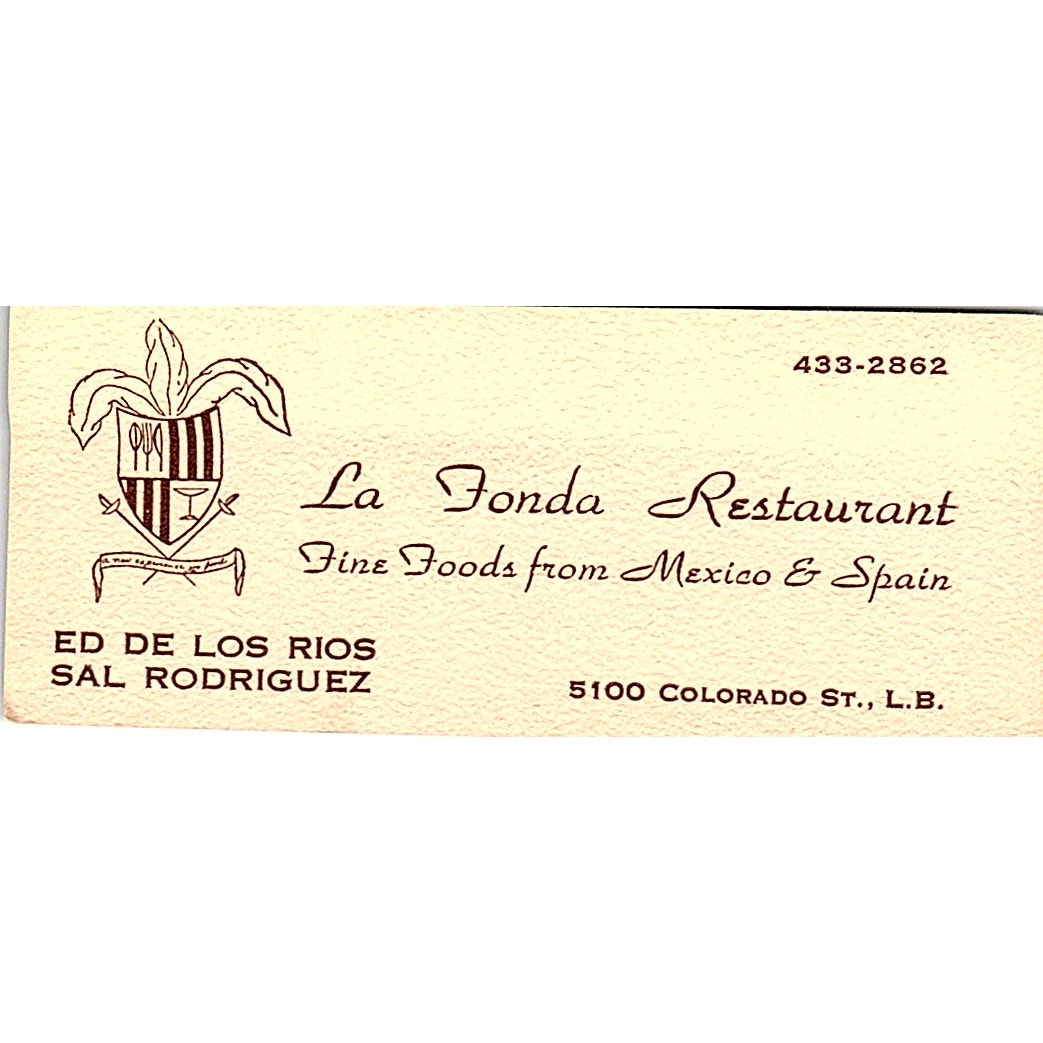 433-2862
La Fonda Restaurant
Fine Foods from Mexico & Spain
ED DE LOS RIOS
SAL RODRIGUEZ
5100 COLORADO ST., L.B.